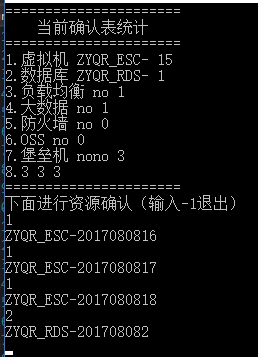 ======================
当前确认表统计
======================
1.虚拟机 ZYQR_ESC- 15
2.数据库 ZYQR_RDS- 1
3.负载均衡 no 1
4.大数据 no 1
5.防火墙 no 0
6.OSS no 0
7.堡垒机 nono 3
8.3 3 3
======================
下面进行资源确认（输入-1退出）
1
ZYQR_ESC-2017080816
1
ZYQR_ESC-2017080817
1
ZYQR_ESC-2017080818
2
ZYQR_RDS-201708082